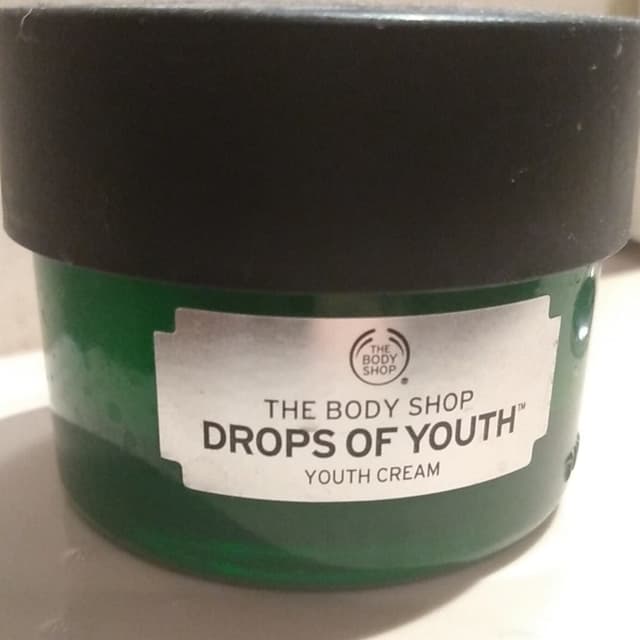 THE
BODY
SHOP®
THE BODY SHOP
DROPS OF YOUTH™
YOUTH CREAM